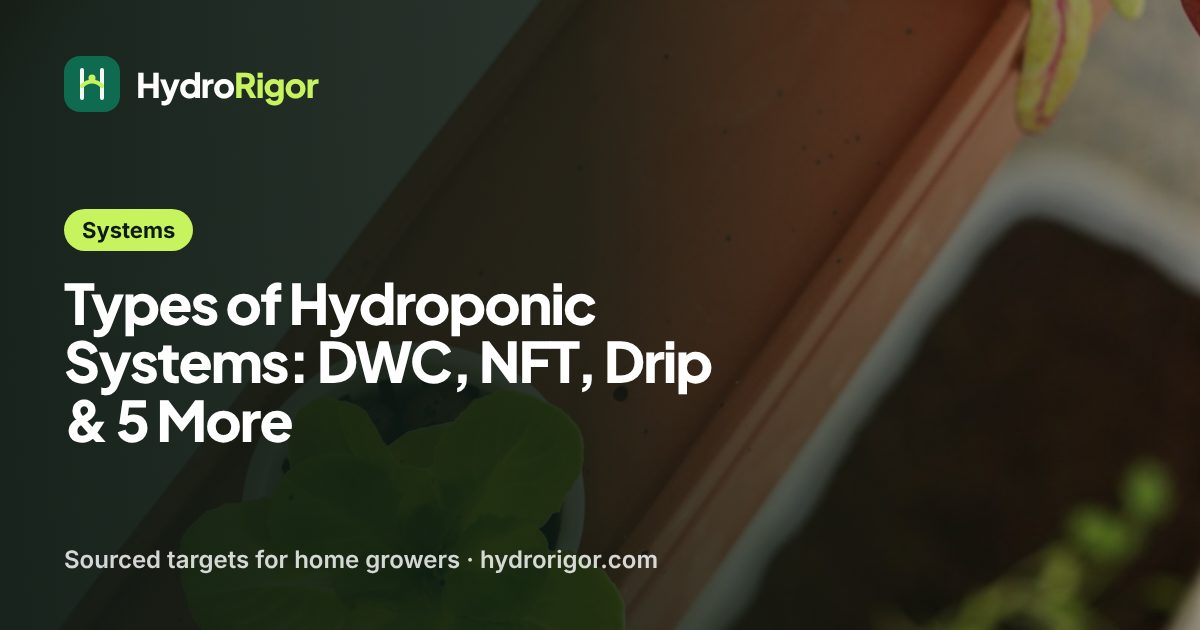 HydroRigor
Systems
Types of Hydroponic
Systems: DWC, NFT, Drip
& 5 More
Sourced targets for home growers · hydrorigor.com